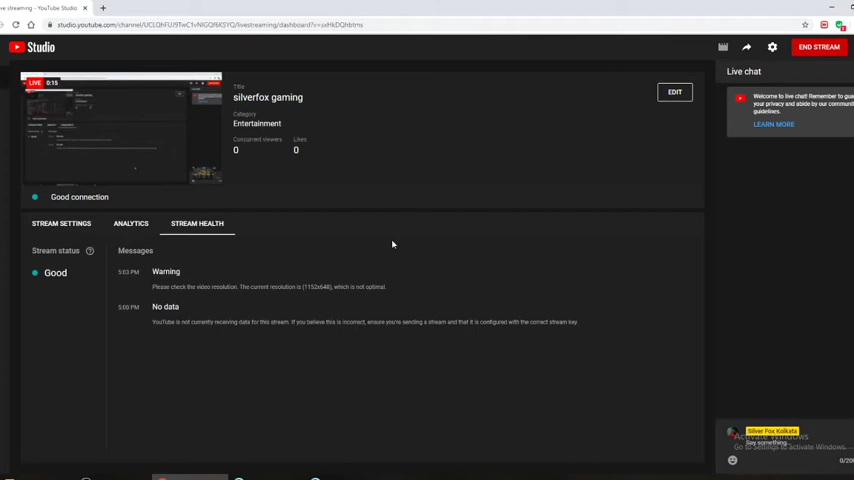 ve streaming - YouTube Studio
studio.youtube.com/channel/UCLQhFUJ9TwC1vNIGQf6KSYQ/livestreaming/dashboard?v=sxHkDQhbtms
Studio
END STREAM
LIVE 0:15
Title
silverfox gaming
EDIT
Category
Entertainment
Concurrent viewers
Likes
0
0
Good connection
STREAM SETTINGS
ANALYTICS
STREAM HEALTH
Stream status
Good
Messages
5:03 PM Warning
Please check the video resolution. The current resolution is (1152x648), which is not optimal.
5:00 PM No data
YouTube is not currently receiving data for this stream. If you believe this is incorrect, ensure you're sending a stream and that it is configured with the correct stream key.
Live chat
Welcome to live chat! Remember to gua
your privacy and abide by our communit
guidelines.
LEARN MORE
Silver Fox Kolkata
Say something...
Activate Windows
Go to Settings to activate Windows.
0/200